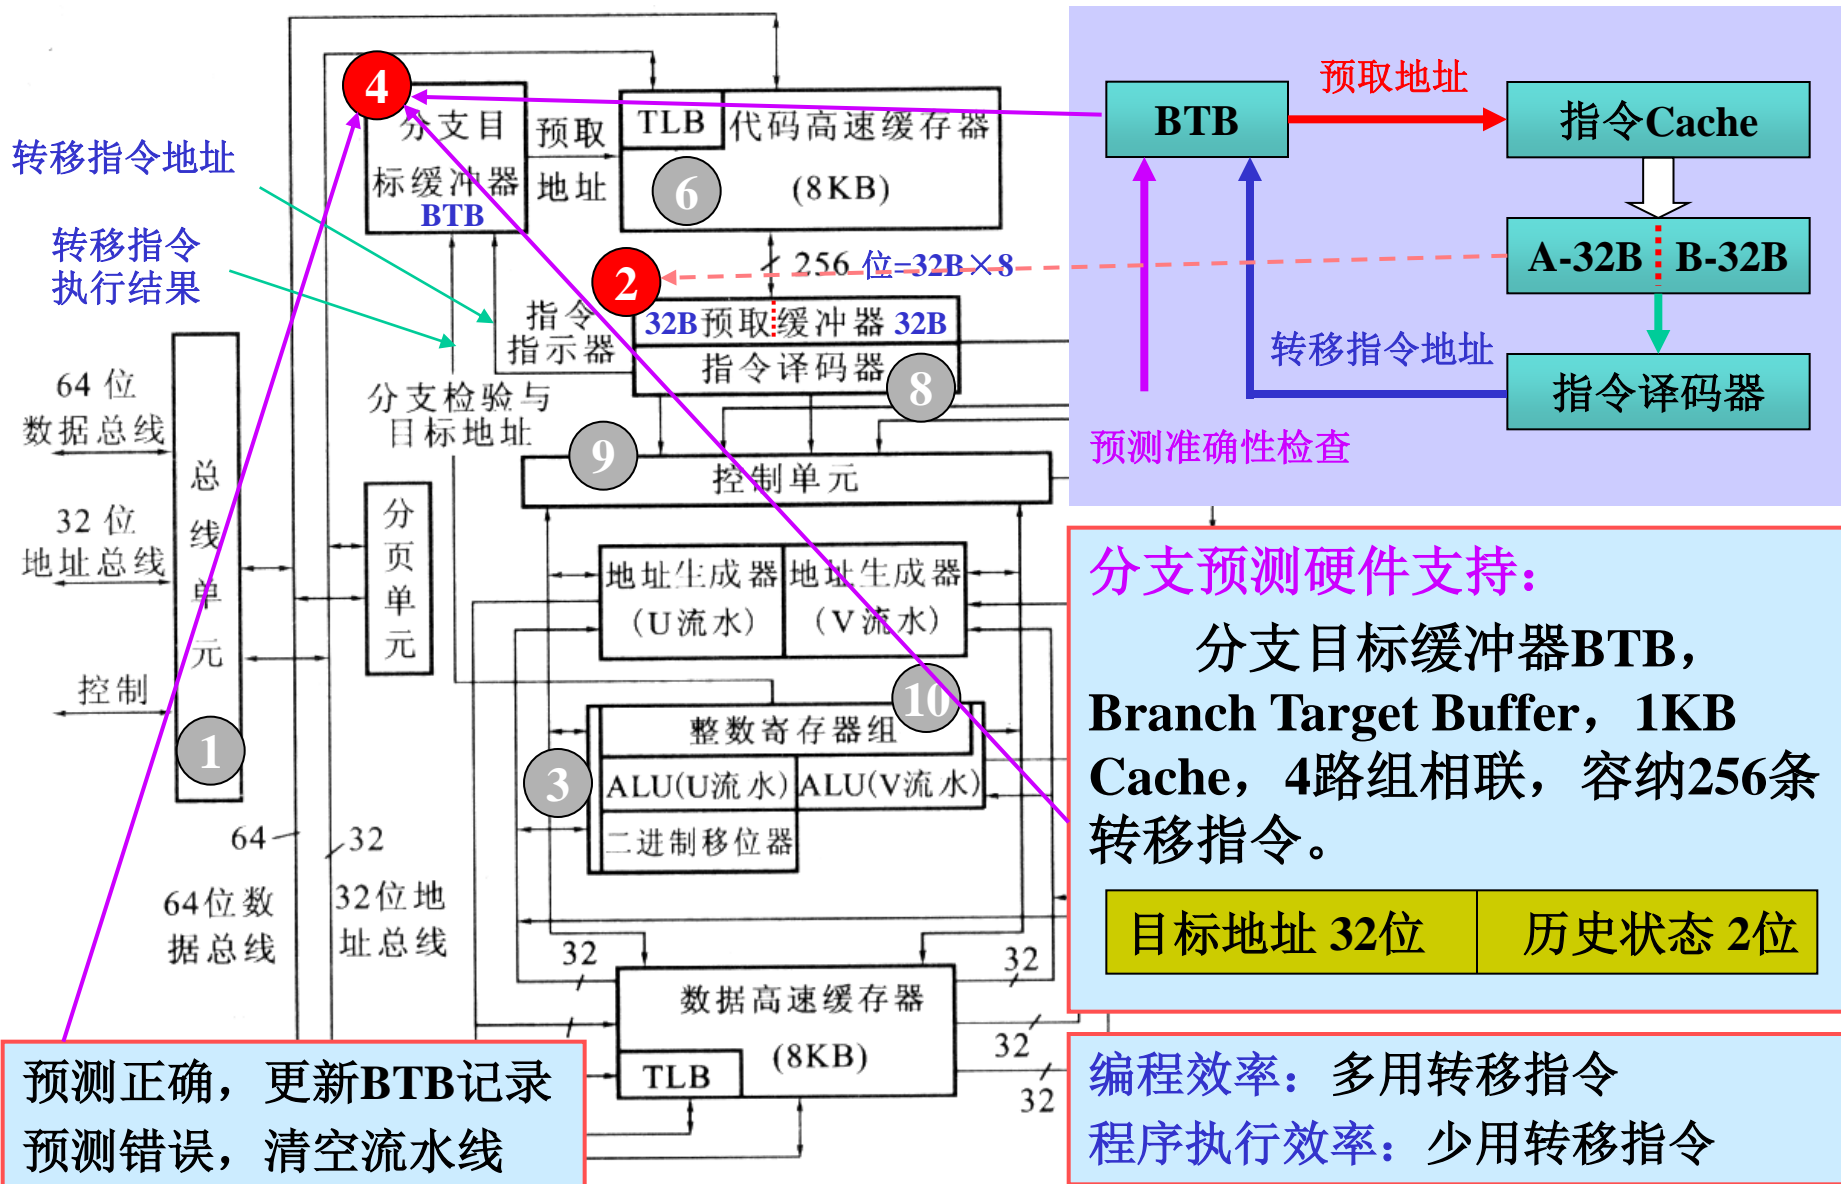 4
分支目
标缓冲器
BTB
预取
地址
TLB
代码高速缓存器
(8KB)
6
转移指令地址
转移指令
执行结果
2
256 位=32B×8
32B预取缓冲器 32B
指令译码器
8
指令
指示器
分支检验与
目标地址
9
控制单元
64 位
数据总线
32 位
地址总线
控制
总线单元
1
分页单元
地址生成器
(U流水)
地址生成器
(V流水)
10
整数寄存器组
3
ALU(U流水)
ALU(V流水)
二进制移位器
64
32
64位数
据总线
32位地
址总线
32
32
数据高速缓存器
(8KB)
TLB
32
32
预测正确，更新BTB记录
预测错误，清空流水线
BTB
预取地址
指令Cache
A-32B
B-32B
转移指令地址
指令译码器
预测准确性检查
分支预测硬件支持：
分支目标缓冲器BTB，
Branch Target Buffer，1KB
Cache，4路组相联，容纳256条
转移指令。
目标地址 32位
历史状态 2位
编程效率：多用转移指令
程序执行效率：少用转移指令